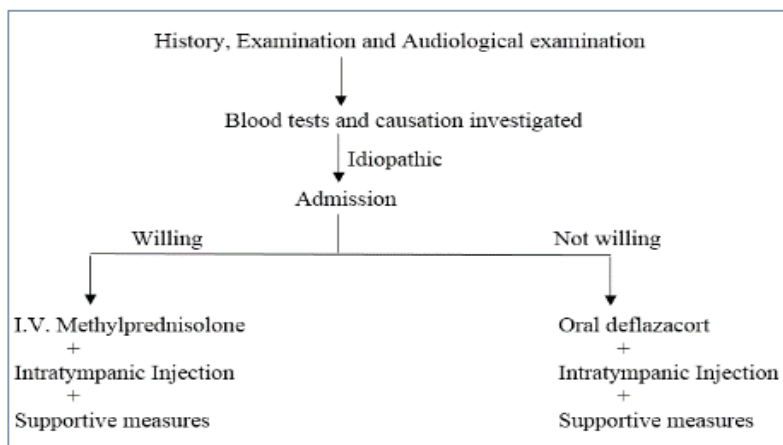 History, Examination and Audiological examination
Blood tests and causation investigated
Idiopathic
Admission
Willing
Not willing
I.V. Methylprednisolone
+
Intratympanic Injection
+
Supportive measures
Oral deflazacort
+
Intratympanic Injection
+
Supportive measures